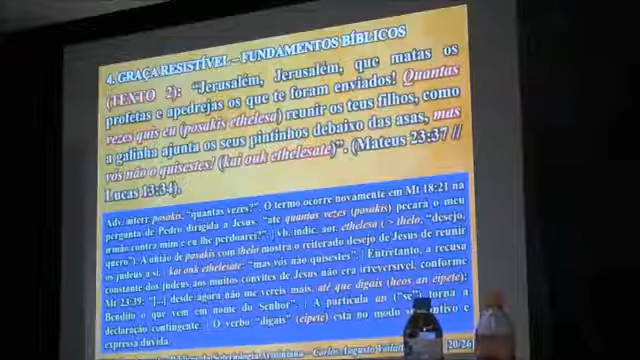 4. GRAÇA RESISTÍVEL – FUNDAMENTOS BÍBLICOS
(TEXTO 2): “Jerusalém, Jerusalém, que matas os
profetas e apedrejas os que te foram enviados! Quantas
vezes quis eu (posakis ethelesa) reunir os teus filhos, como
a galinha ajunta os seus pintinhos debaixo das asas, mas
vós não o quisestes! (kai ouk ethelesate)”. (Mateus 23:37 //
Lucas 13:34).
Adv. interr. posakis, “quantas vezes?”. O termo ocorre novamente em Mt 18:21 na
pergunta de Pedro dirigida a Jesus, “até quantas vezes (posakis) pecará o meu
irmão contra mim e eu lhe perdoarei?”. | vb. indic. aor. ethelesa (> thelo, “desejo,
quero”). A união de posakis com thelo mostra o reiterado desejo de Jesus de reunir
os judeus a si. | kai ouk ethelesate: “mas vós não quisestes”. | Entretanto, a recusa
constante dos judeus aos muitos convites de Jesus não era irreversível, conforme
Mt 23:39: “[...] desde agora não me vereis mais, até que digais (heos an eipete):
Bendito o que vem em nome do Senhor”. | A partícula an (“se”) torna a
declaração contingente. | O verbo “digais” (eipete) está no modo e
expressa dúvida.
da Soteriologia Arminiana – Carlos Augusto 20/26